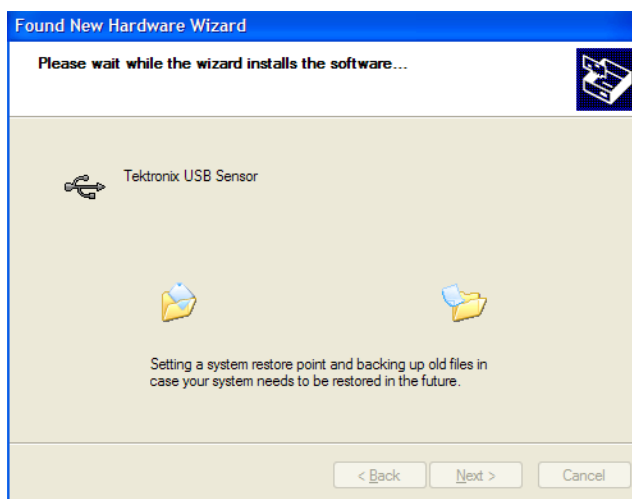 Found New Hardware Wizard
Please wait while the wizard installs the software...
Tektronix USB Sensor
Setting a system restore point and backing up old files in
case your system needs to be restored in the future.
< Back Next > Cancel